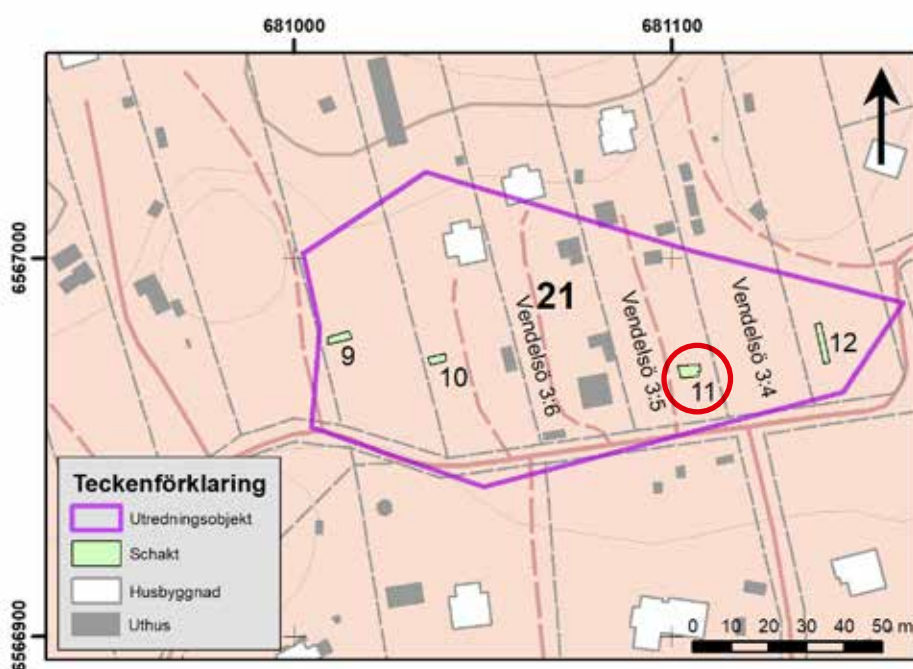 681000
681100
6567000
21
Vendelsö 3:6
Vendelsö 3:5
Vendelsö 3:4
9
10
11
12
Teckenförklaring
Utredningsobjekt
Schakt
Husbyggnad
Uthus
6566900
0 10 20 30 40 50 m